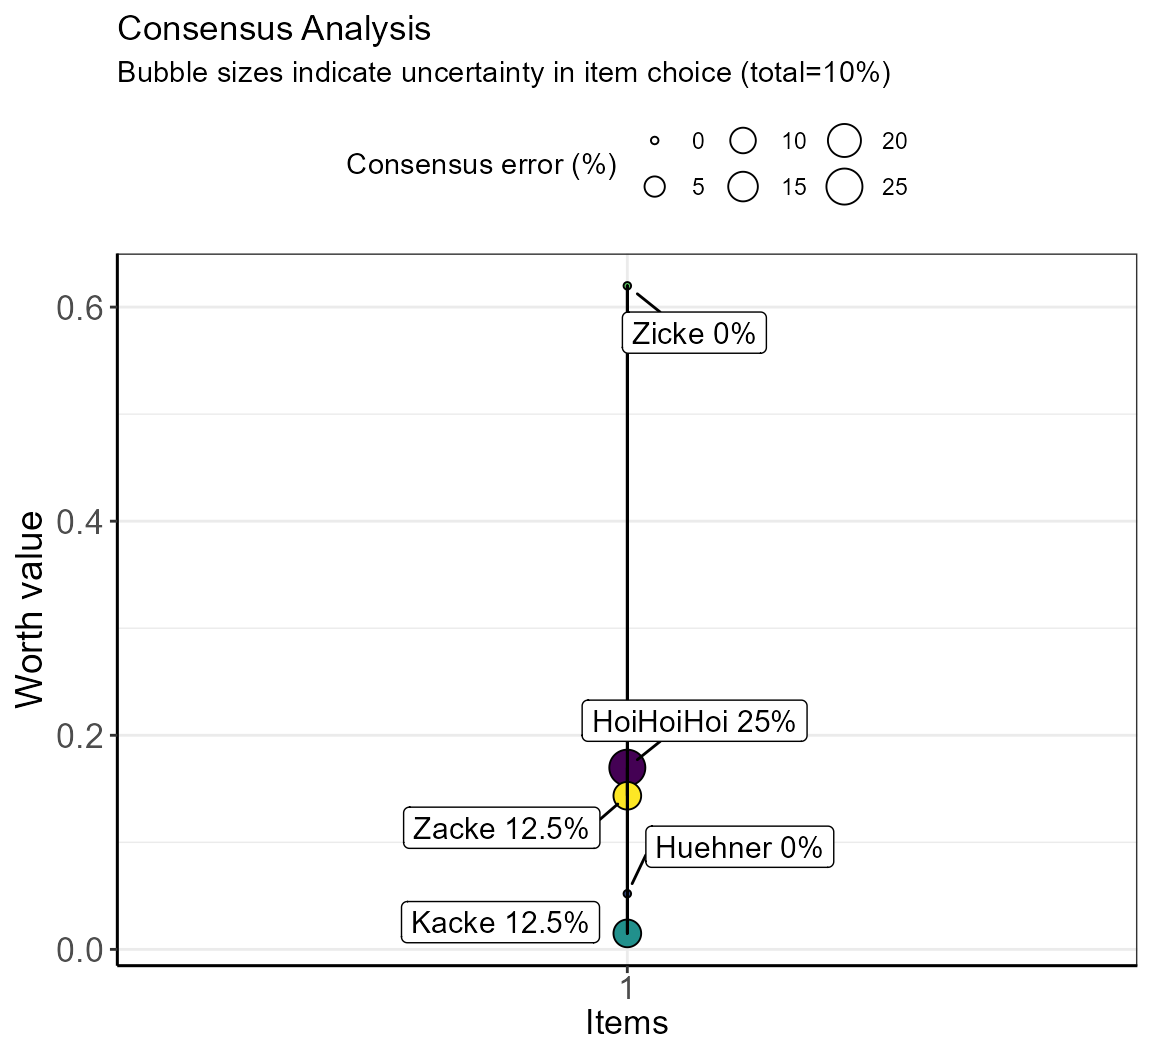 Consensus Analysis
Bubble sizes indicate uncertainty in item choice (total=10%)
Consensus error (%)
0 10 20
5 15 25
Worth value
0.6
0.4
0.2
0.0
Zicke 0%
HoiHoiHoi 25%
Zacke 12.5%
Huehner 0%
Kacke 12.5%
1
Items